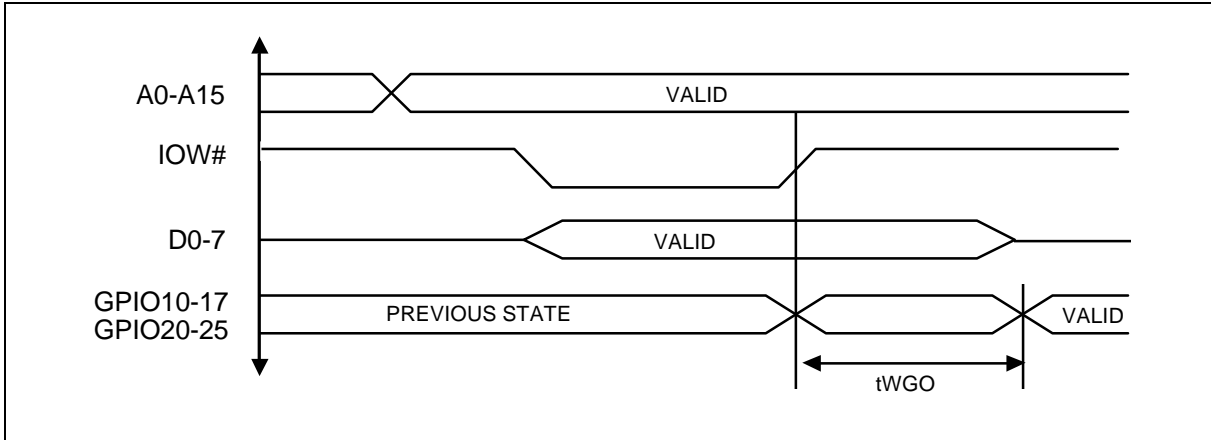 A0-A15
VALID
IOW#
D0-7
VALID
GPIO10-17
GPIO20-25
PREVIOUS STATE
VALID
tWGO